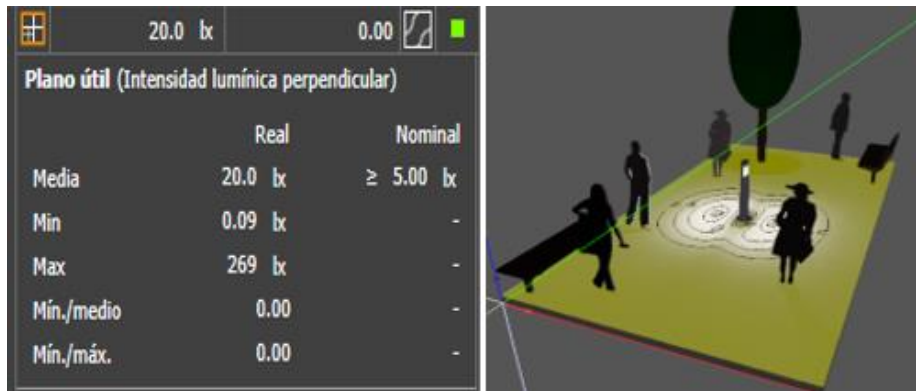 20.0 lx 0.00
Plano útil (Intensidad lumínica perpendicular)
Real Nominal
Media 20.0 lx ≥ 5.00 lx
Min 0.09 lx -
Max 269 lx -
Mín./medio 0.00 -
Mín./máx. 0.00 -